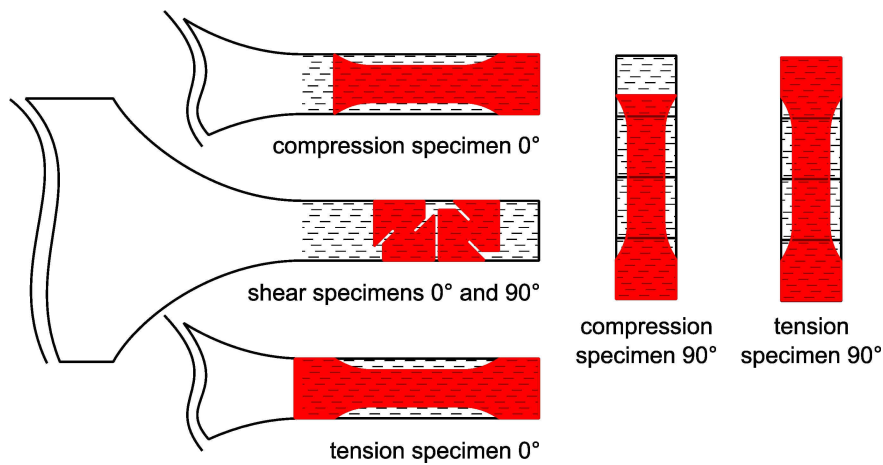 compression specimen 0°
shear specimens 0° and 90°
tension specimen 0°
compression
specimen 90°
tension
specimen 90°